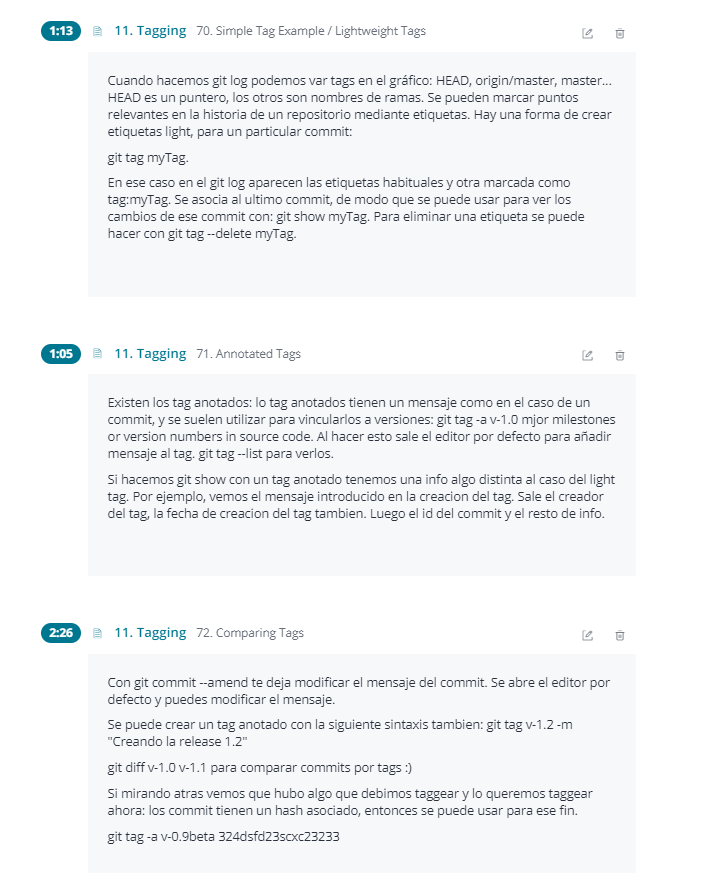 1:13 11. Tagging 70. Simple Tag Example / Lightweight Tags
Cuando hacemos git log podemos var tags en el gráfico: HEAD, origin/master, master...
HEAD es un puntero, los otros son nombres de ramas. Se pueden marcar puntos
relevantes en la historia de un repositorio mediante etiquetas. Hay una forma de crear
etiquetas light, para un particular commit:
git tag myTag.
En ese caso en el git log aparecen las etiquetas habituales y otra marcada como
tag:myTag. Se asocia al ultimo commit, de modo que se puede usar para ver los
cambios de ese commit con: git show myTag. Para eliminar una etiqueta se puede
hacer con git tag --delete myTag.
1:05 11. Tagging 71. Annotated Tags
Existen los tag anotados: lo tag anotados tienen un mensaje como en el caso de un
commit, y se suelen utilizar para vincularlos a versiones: git tag -a v-1.0 mjor milestones
or version numbers in source code. Al hacer esto sale el editor por defecto para añadir
mensaje al tag. git tag --list para verlos.
Si hacemos git show con un tag anotado tenemos una info algo distinta al caso del light
tag. Por ejemplo, vemos el mensaje introducido en la creacion del tag. Sale el creador
del tag, la fecha de creacion del tag tambien. Luego el id del commit y el resto de info.
2:26 11. Tagging 72. Comparing Tags
Con git commit --amend te deja modificar el mensaje del commit. Se abre el editor por
defecto y puedes modificar el mensaje.
Se puede crear un tag anotado con la siguiente sintaxis tambien: git tag v-1.2 -m
"Creando la release 1.2"
git diff v-1.0 v-1.1 para comparar commits por tags :)
Si mirando atras vemos que hubo algo que debimos taggear y lo queremos taggear
ahora: los commit tienen un hash asociado, entonces se puede usar para ese fin.
git tag -a v-0.9beta 324dsfd23scxc23233